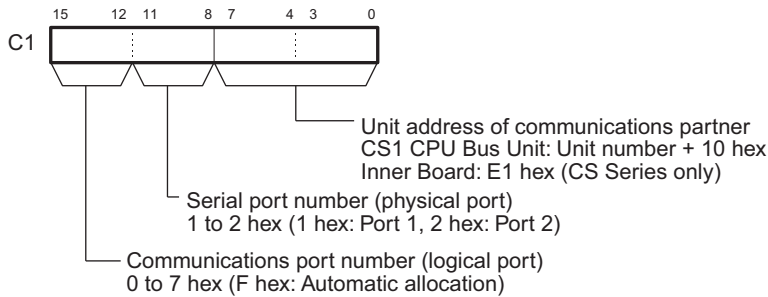 15 12 11 8 7 4 3 0
C1
Unit address of communications partner
CS1 CPU Bus Unit: Unit number + 10 hex
Inner Board: E1 hex (CS Series only)
Serial port number (physical port)
1 to 2 hex (1 hex: Port 1, 2 hex: Port 2)
Communications port number (logical port)
0 to 7 hex (F hex: Automatic allocation)